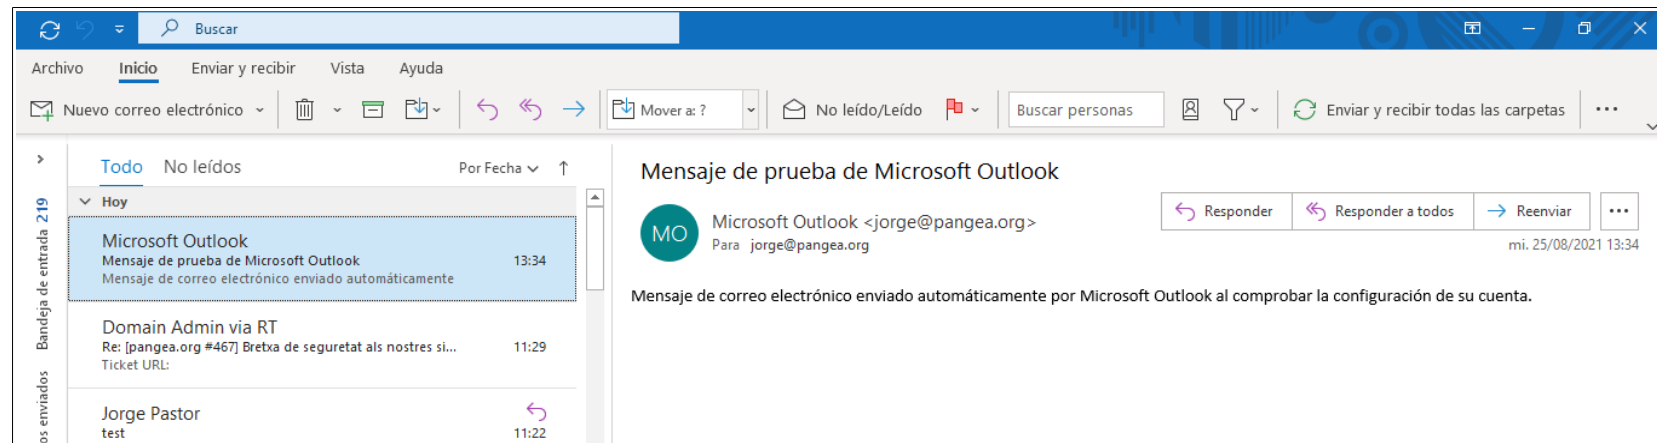 Buscar
Archivo Inicio Enviar y recibir Vista Ayuda
Nuevo correo electrónico Mover a: ? No leído/Leído Buscar personas Enviar y recibir todas las carpetas
Todo No leídos Por Fecha
Hoy
Microsoft Outlook
Mensaje de prueba de Microsoft Outlook 13:34
Mensaje de correo electrónico enviado automáticamente
Domain Admin via RT
Re: [pangea.org #467] Bretxa de seguretat als nostres si... 11:29
Ticket URL:
Jorge Pastor
test 11:22
Bandeja de entrada 219
os enviados
Mensaje de prueba de Microsoft Outlook
MO
Microsoft Outlook <jorge@pangea.org>
Para jorge@pangea.org
Responder Responder a todos Reenviar
mi. 25/08/2021 13:34
Mensaje de correo electrónico enviado automáticamente por Microsoft Outlook al comprobar la configuración de su cuenta.